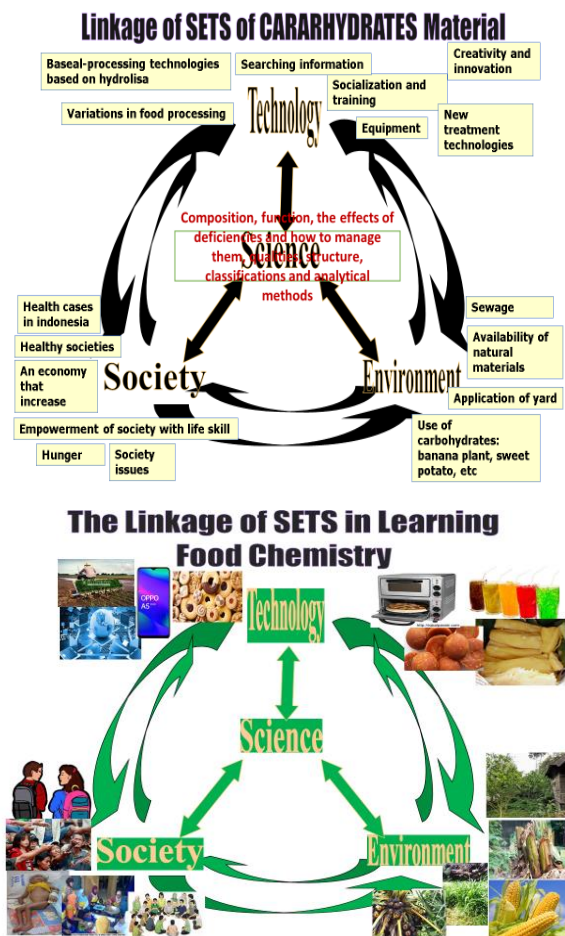 Linkage of SETS of CARARHYDRATES Material
Baseal-processing technologies
based on hydrolisa
Searching information
Creativity and
innovation
Socialization and
training
Variations in food processing
Technology
Equipment
New
treatment
technologies
Composition, function, the effects of
deficiencies and how to manage
Science
them, qualities, structure,
classifications and analytical
methods
Health cases
in indonesia
Healthy societies
An economy
that
increase
Society
Empowerment of society with life skill
Hunger
Society
issues
Sewage
Availability of
natural
materials
Environment
Application of yard
Use of
carbohydrates:
banana plant, sweet
potato, etc
The Linkage of SETS in Learning
Food Chemistry
OPPO
A5
Technology
Science
Society
Environment